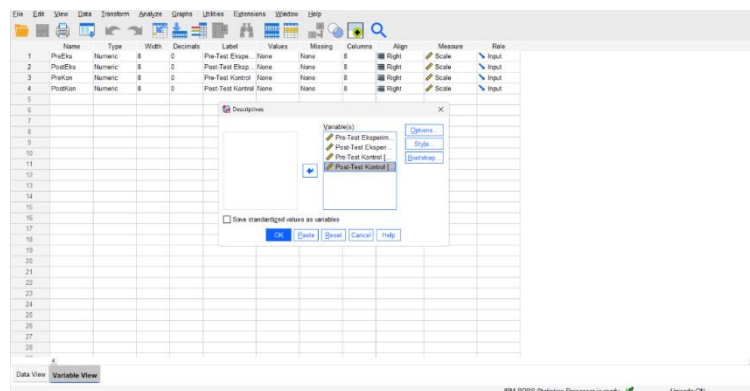 File Edit View Data Transform Analyze Graphs Utilities Extensions Window Help
Name Type Width Decimals Label Values Missing Columns Align Measure Role
1 PreEks Numeric 8 0 Pre-Test Ekspe... None None 8 Right Scale Input
2 PostEks Numeric 8 0 Post-Test Eksp... None None 8 Right Scale Input
3 PreKon Numeric 8 0 Pre-Test Kontrol None None 8 Right Scale Input
4 PostKon Numeric 8 0 Post-Test Kontrol None None 8 Right Scale Input
5
6
7
8
9
10
11
12
13
14
15
16
17
18
19
20
21
22
23
24
25
26
27
28
Descriptives
Variable(s):
Pre-Test Eksperim...
Post-Test Eksperi...
Pre-Test Kontrol [...
Post-Test Kontrol [...
Options...
Style...
Bootstrap...
Save standardized values as variables
OK Paste Reset Cancel Help
Data View Variable View
IBM SPSS Statistics Processor is ready Unicode:ON